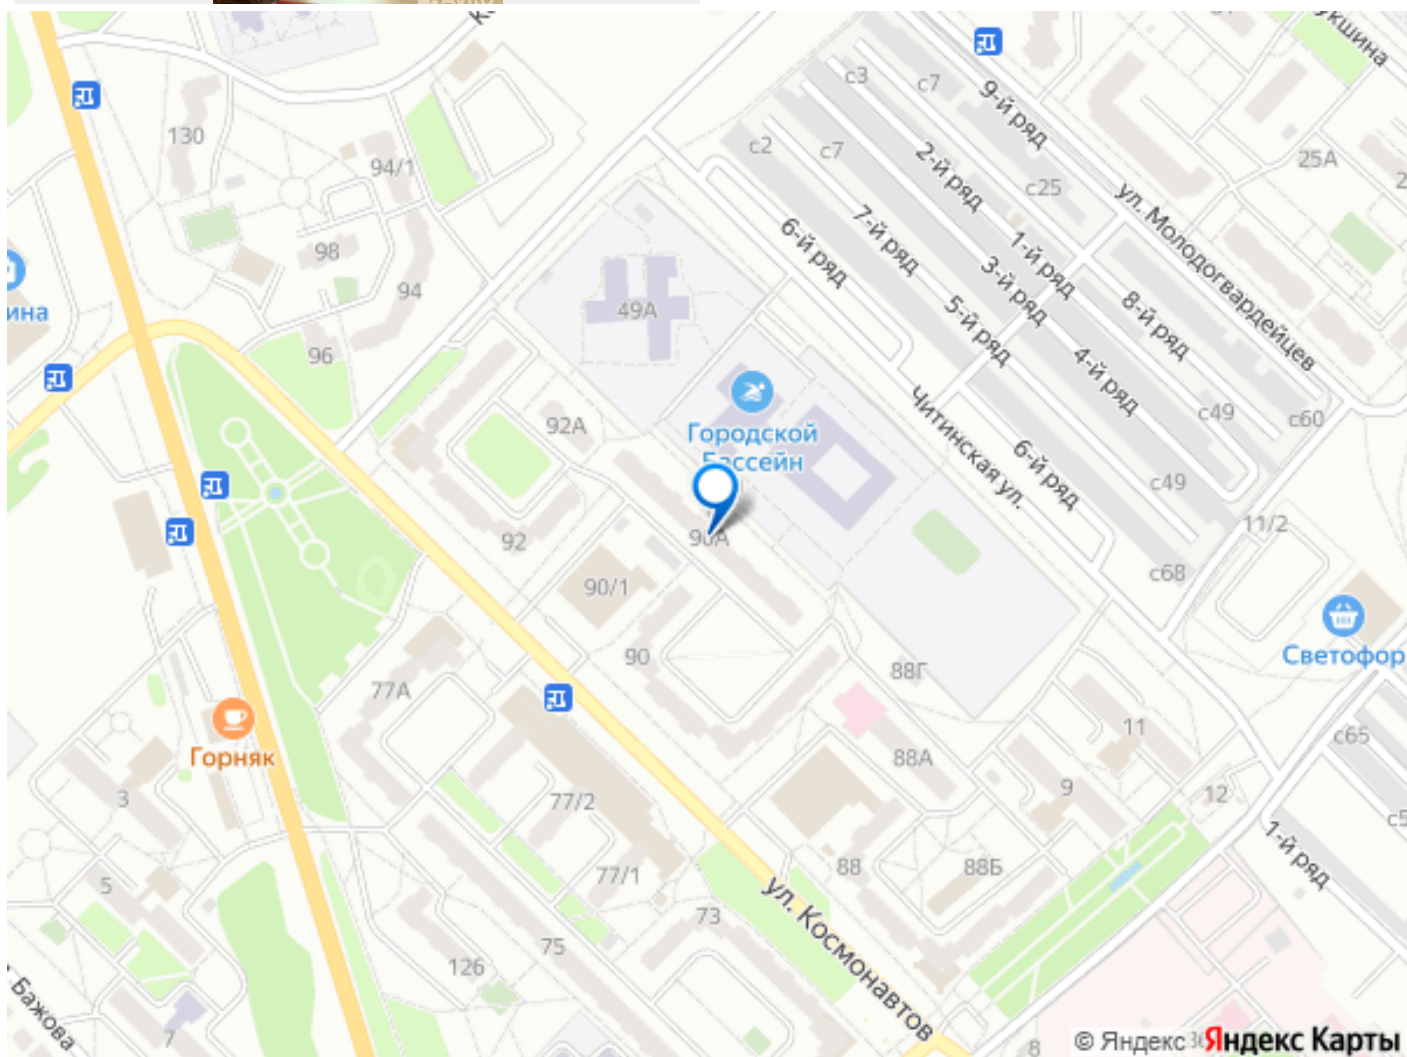 укшина
9-й ряд
с3
с7
130
с2
с7
2-й ряд
25А
94/1
с25
ул. Молодогвардейцев
6-й ряд
7-й ряд
1-й ряд
98
3-й ряд
94
5-й ряд
8-й ряд
ина
49А
96
4-й ряд
Читинская ул.
с49
с60
92А
Городской
Бассейн
6-й ряд
с49
11/2
92
90А
с68
90/1
90
88Г
Светофор
77А
11
с65
Горняк
88А
3
77/2
9
12
1-й ряд
77/1
88
88Б
5
ул. Космонавтов
73
75
126
Бажова
7
8
© Яндекс
Яндекс Карты